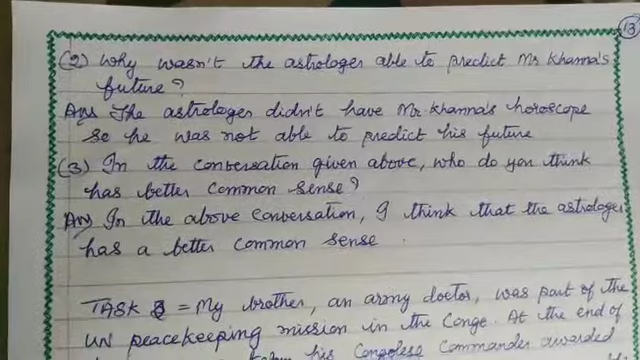 13
(2) Why wasn't the astrologer able to predict Mr Khanna's
future?
Ans The astrologer didn't have Mr. Khanna's horoscope
so he was not able to predict his future
(3) In the conversation given above, who do you think
has better common sense?
Ans In the above conversation, I think that the astrologer
has a better common sense
TASK 3 = My brother, an army doctor, was part of the
UN peacekeeping mission in the Congo. At the end of
his Congolese Commander awarded